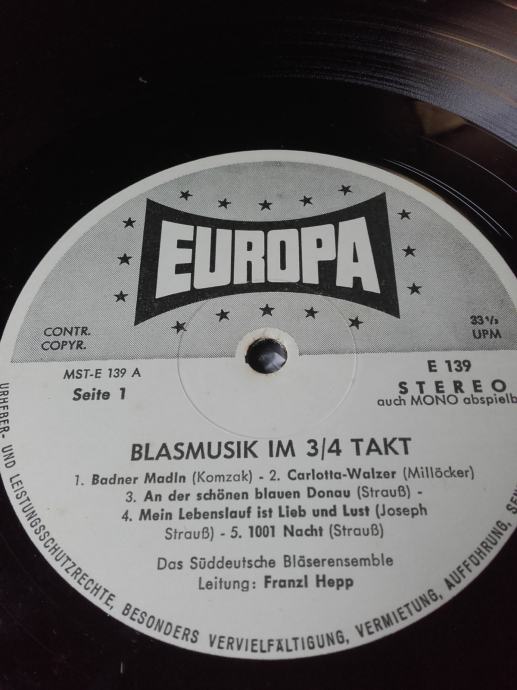 EUROPA
CONTR.
COPYR.
33 1/3
UPM
MST-E 139 A
Seite 1
E 139
STEREO
auch MONO abspielb
BLASMUSIK IM 3/4 TAKT
1. Badner Madln (Komzak) - 2. Carlotta-Walzer (Millöcker)
3. An der schönen blauen Donau (Strauß) -
4. Mein Lebenslauf ist Lieb und Lust (Joseph
Strauß) - 5. 1001 Nacht (Strauß)
Das Süddeutsche Bläserensemble
Leitung: Franzl Hepp
URHEBER- UND LEISTUNGSSCHUTZRECHTE, BESONDERS VERVIELFÄLTIGUNG, VERMIETUNG, AUFFÜHRUNG, SEN